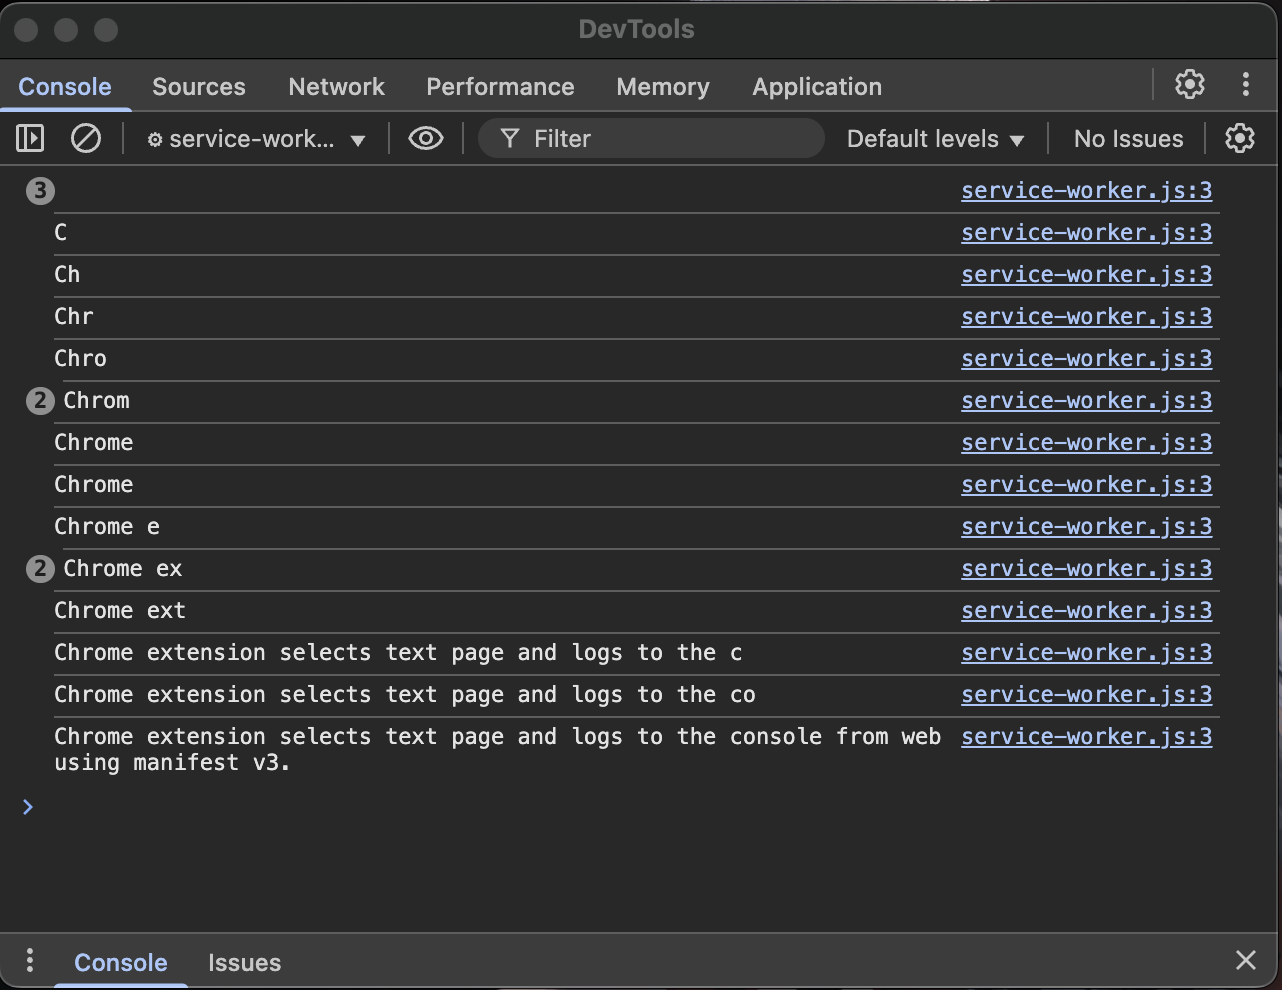 DevTools
Console Sources Network Performance Memory Application
service-work... Filter Default levels No Issues
3 service-worker.js:3
C service-worker.js:3
Ch service-worker.js:3
Chr service-worker.js:3
Chro service-worker.js:3
2 Chrom service-worker.js:3
Chrome service-worker.js:3
Chrome service-worker.js:3
Chrome e service-worker.js:3
2 Chrome ex service-worker.js:3
Chrome ext service-worker.js:3
Chrome extension selects text page and logs to the c service-worker.js:3
Chrome extension selects text page and logs to the co service-worker.js:3
Chrome extension selects text page and logs to the console from web service-worker.js:3
using manifest v3.
Console Issues